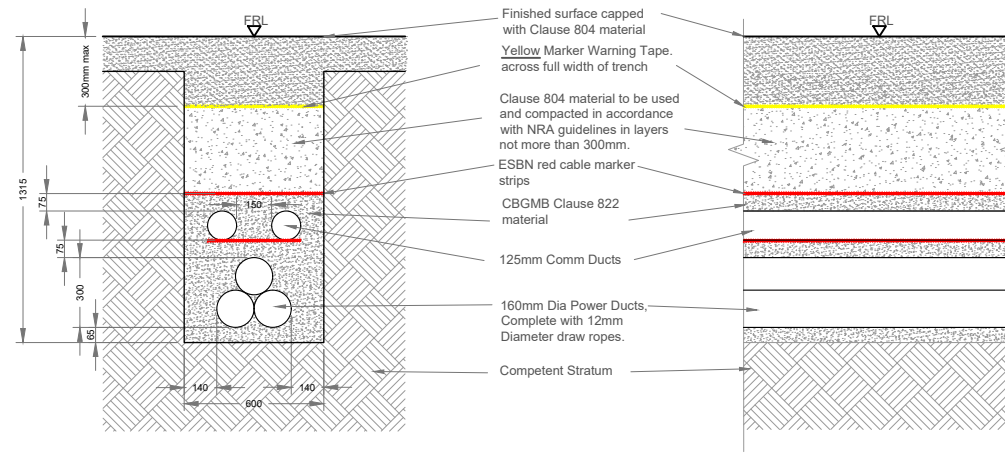 FRL
Finished surface capped
with Clause 804 material
FRL
Yellow Marker Warning Tape.
across full width of trench
300mm max
Clause 804 material to be used
and compacted in accordance
with NRA guidelines in layers
not more than 300mm.
ESBN red cable marker
strips
1315
75
150
CBGMB Clause 822
material
75
125mm Comm Ducts
300
160mm Dia Power Ducts,
Complete with 12mm
Diameter draw ropes.
65
Competent Stratum
140
140
600